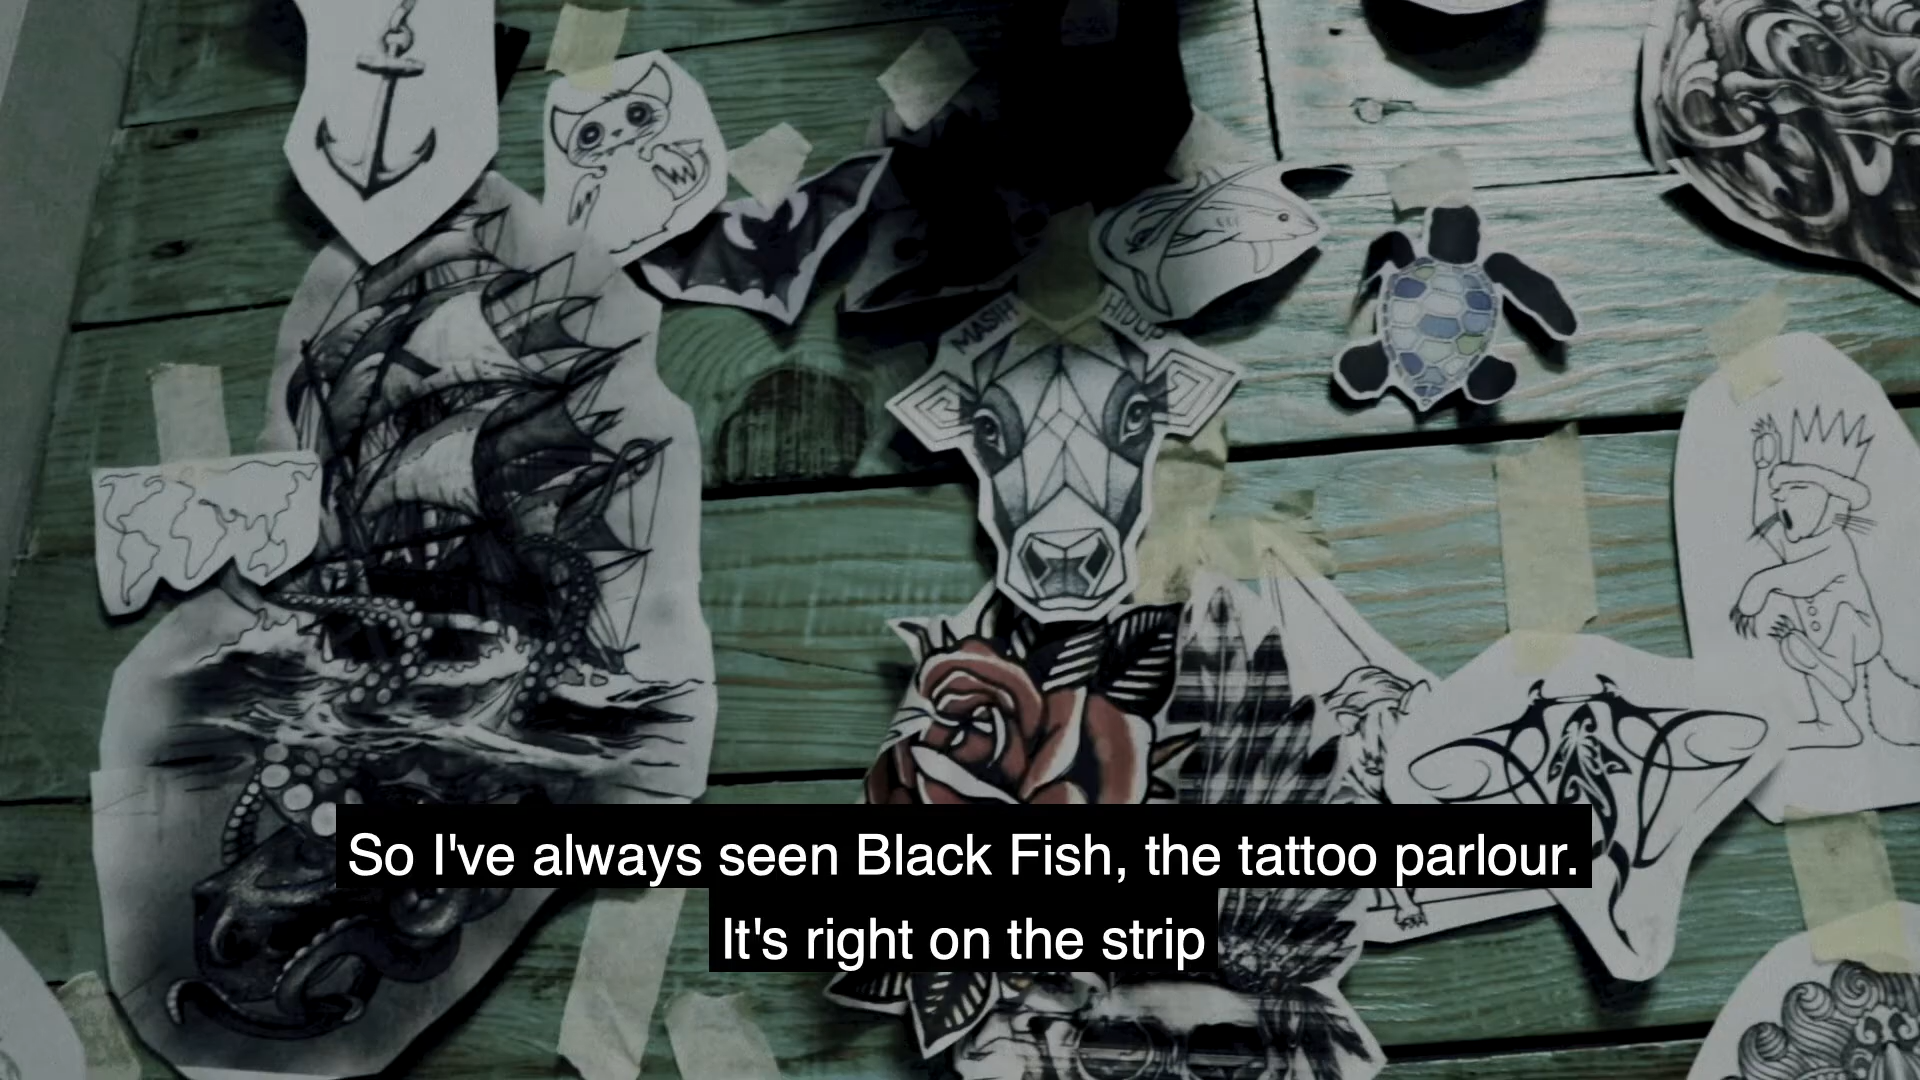 MASIH HIDUP
So I've always seen Black Fish, the tattoo parlour.
It's right on the strip